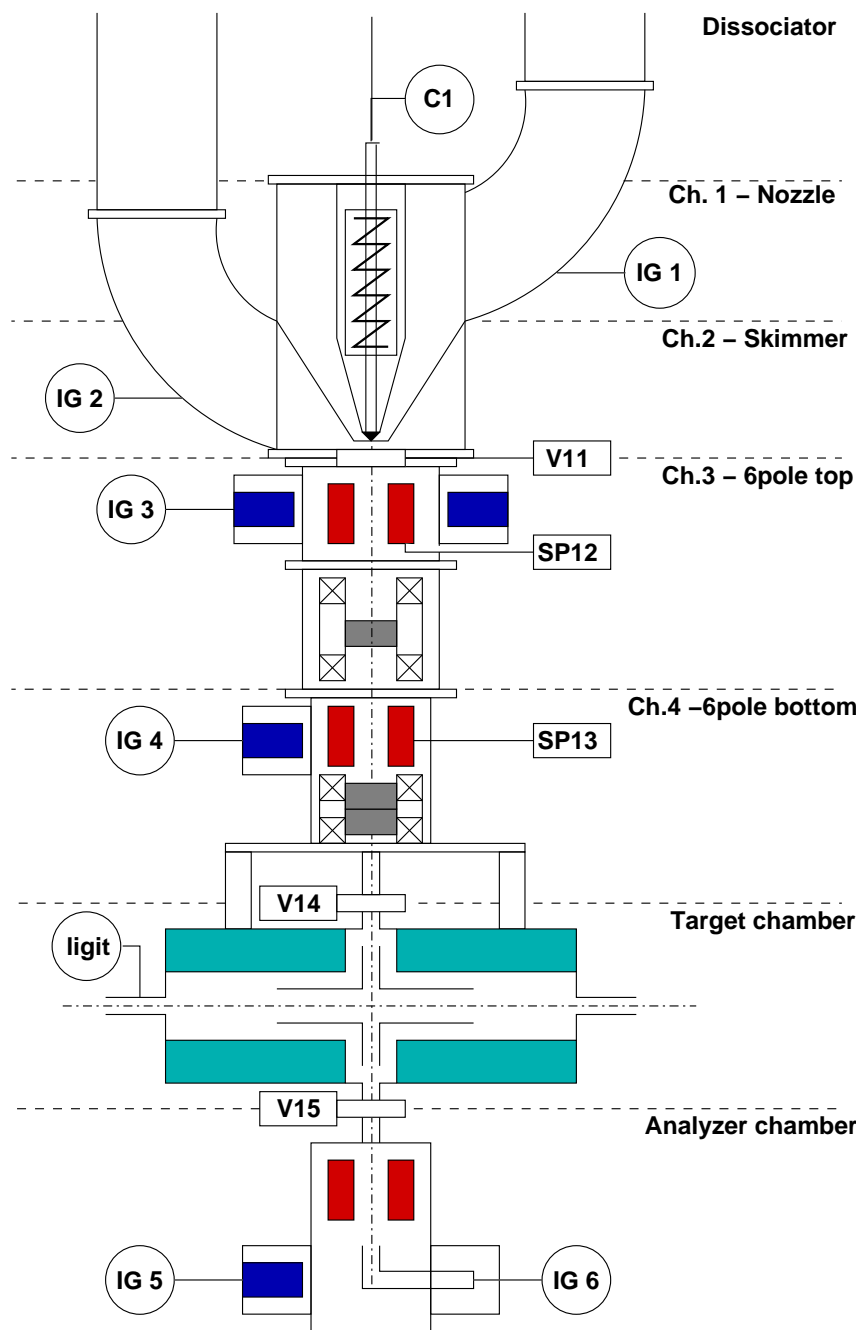 Dissociator
C1
Ch. 1 – Nozzle
IG 1
Ch.2 – Skimmer
IG 2
V11
Ch.3 – 6pole top
IG 3
SP12
Ch.4 –6pole bottom
IG 4
SP13
V14
Target chamber
ligit
V15
Analyzer chamber
IG 5
IG 6